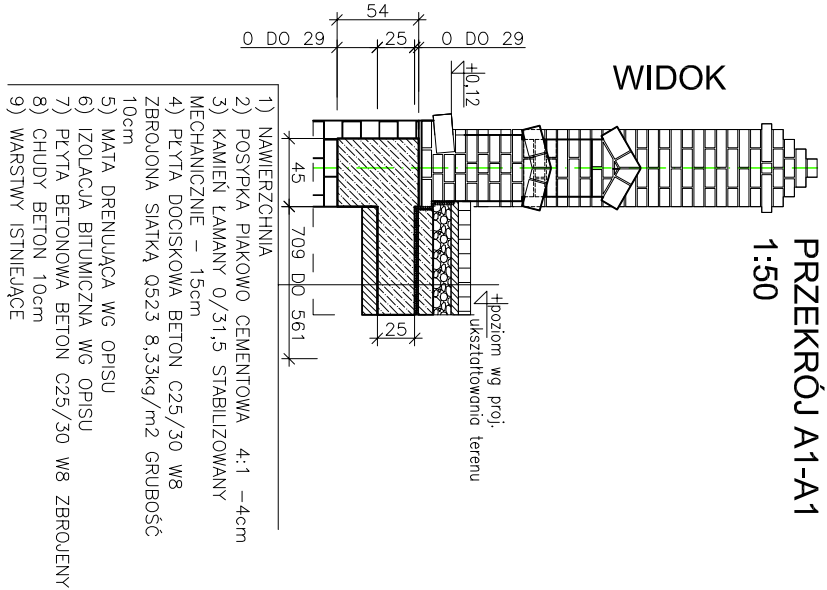 WIDOK
PRZEKRÓJ A1-A1
1:50
54
0 DO 29
25
0 DO 29
+0,12
45
709 DO 561
25
+poziom wg proj.
ukształtowania terenu
1) NAWIERZCHNIA
2) POSYPKA PIAKOWO CEMENTOWA 4:1 -4cm
3) KAMIEŃ ŁAMANY 0/31,5 STABILIZOWANY
MECHANICZNIE - 15cm
4) PŁYTA DOCISKOWA BETON C25/30 W8
ZBROJONA SIATKĄ Q523 8,33kg/m2 GRUBOŚĆ
10cm
5) MATA DRENUJĄCA WG OPISU
6) IZOLACJA BITUMICZNA WG OPISU
7) PŁYTA BETONOWA BETON C25/30 W8 ZBROJENY
8) CHUDY BETON 10cm
9) WARSTWY ISTNIEJĄCE